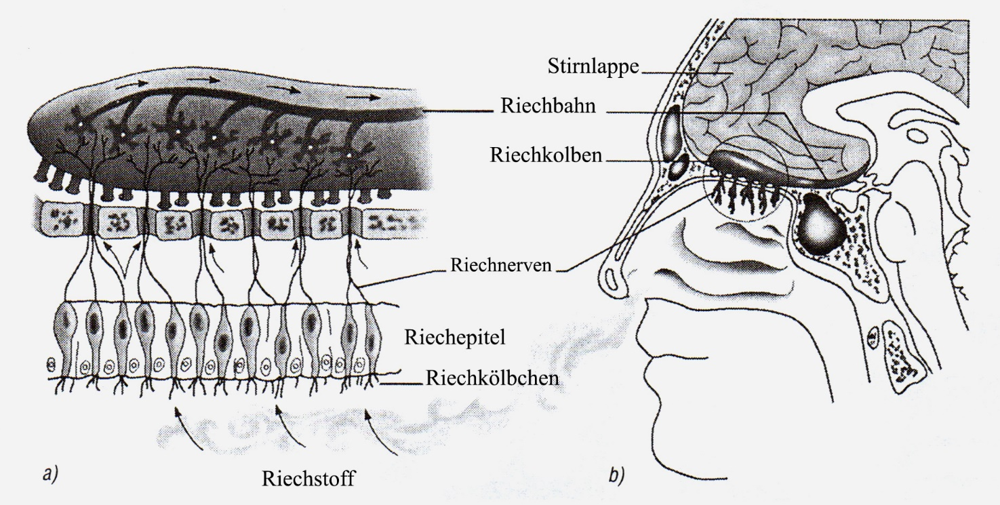 Stirnlappe
Riechbahn
Riechkolben
Riechnerven
Riechepitel
Riechkölbchen
Riechstoff
a)
b)